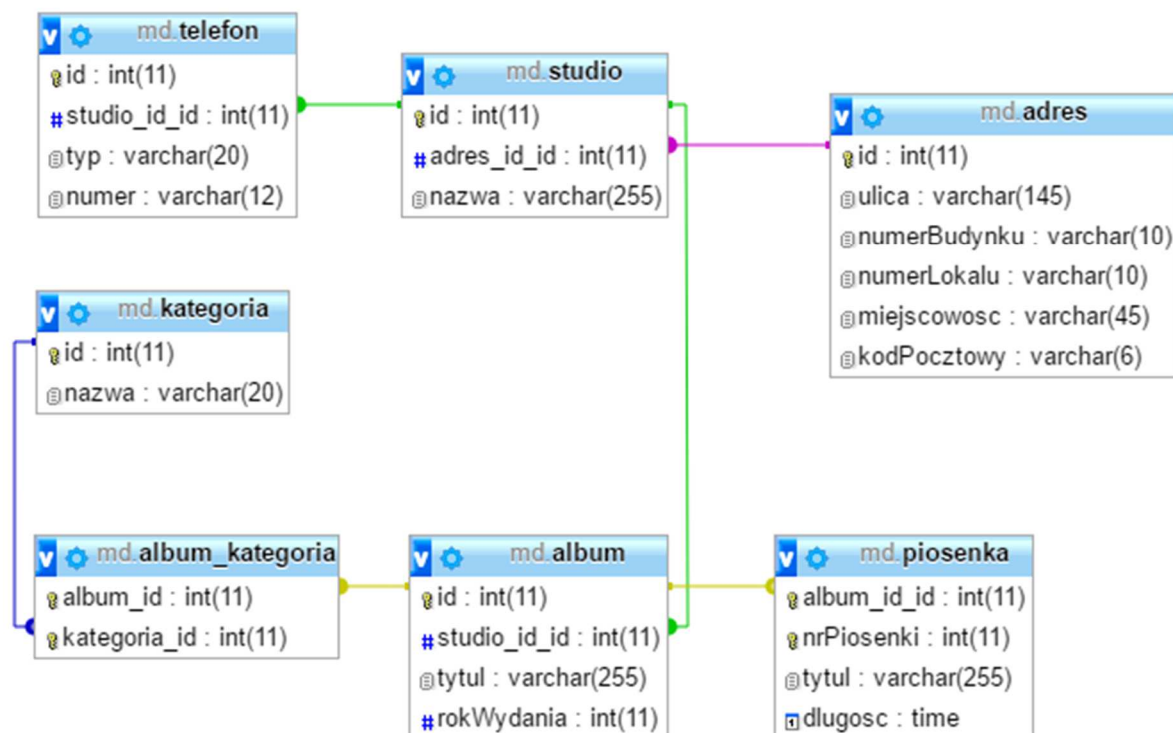 md.telefon
id : int(11)
studio_id_id : int(11)
typ : varchar(20)
numer : varchar(12)
md.studio
id : int(11)
adres_id_id : int(11)
nazwa : varchar(255)
md.adres
id : int(11)
ulica : varchar(145)
numerBudynku : varchar(10)
numerLokalu : varchar(10)
miejscowosc : varchar(45)
kodPocztowy : varchar(6)
md.kategoria
id : int(11)
nazwa : varchar(20)
md.album_kategoria
album_id : int(11)
kategoria_id : int(11)
md.album
id : int(11)
studio_id_id : int(11)
tytul : varchar(255)
rokWydania : int(11)
md.piosenka
album_id_id : int(11)
nrPiosenki : int(11)
tytul : varchar(255)
dlugosc : time